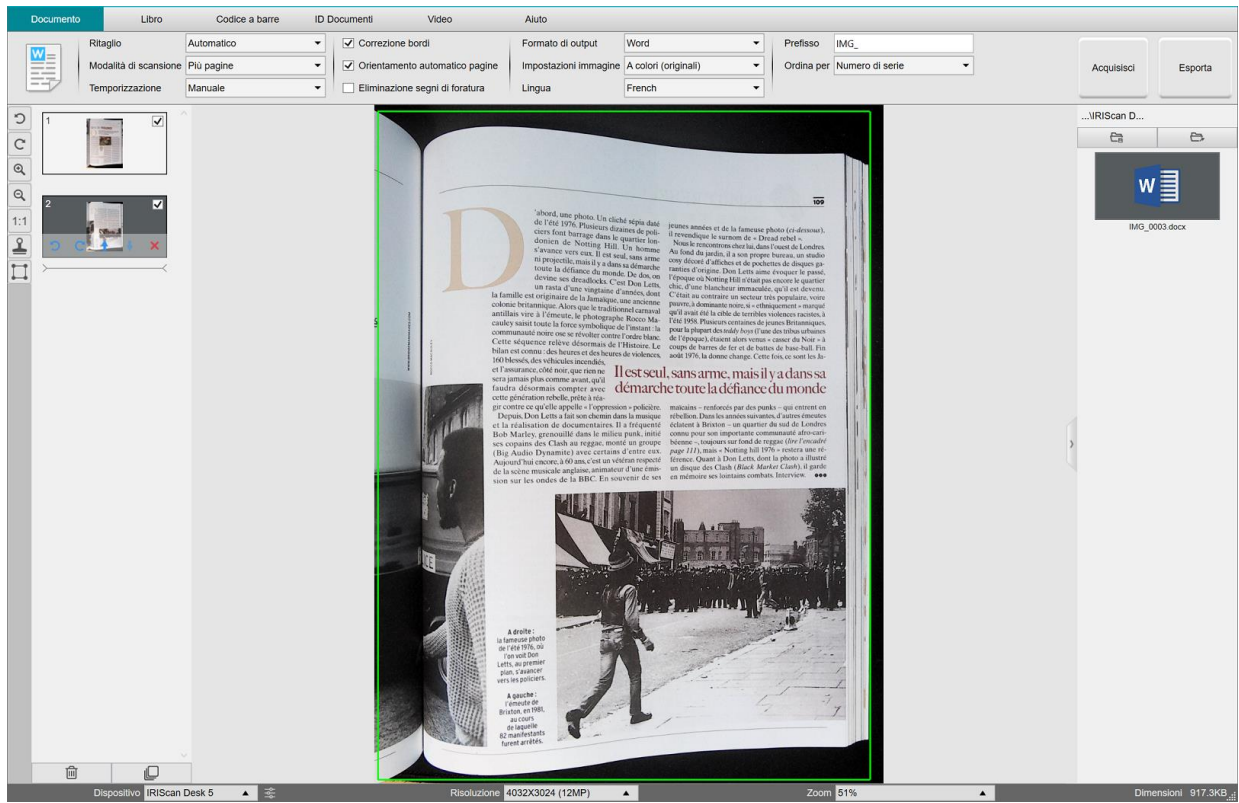 Documento Libro Codice a barre ID Documenti Video Aiuto
Ritaglio Automatico
Modalità di scansione Più pagine
Temporizzazione Manuale
Correzione bordi
Orientamento automatico pagine
Eliminazione segni di foratura
Formato di output Word
Impostazioni immagine A colori (originali)
Lingua French
Prefisso IMG_
Ordina per Numero di serie
Acquisisci
Esporta
1
2
1:1
109
D
'abord, une photo. Un cliché sépia daté
de l'été 1976. Plusieurs dizaines de poli-
ciers font barrage dans le quartier lon-
donien de Notting Hill. Un homme
s'avance vers eux. Il est seul, sans arme
ni projectile, mais il y a dans sa démarche
toute la défiance du monde. De dos, on
devine ses dreadlocks. C'est Don Letts,
un rasta d'une vingtaine d'années, dont
la famille est originaire de la Jamaïque, une ancienne
colonie britannique. Alors que le traditionnel carnaval
antillais vire à l'émeute, le photographe Rocco Ma-
cauley saisit toute la force symbolique de l'instant : la
communauté noire ose se révolter contre l'ordre blanc.
Cette séquence relève désormais de l'Histoire. Le
bilan est connu : des heures et des heures de violences,
160 blessés, des véhicules incendiés,
et l'assurance, côté noir, que rien ne
sera jamais plus comme avant, qu'il
faudra désormais compter avec
cette génération rebelle, prête à réa-
gir contre ce qu'elle appelle « l'oppression » policière.
Depuis, Don Letts a fait son chemin dans la musique
et la réalisation de documentaires. Il a fréquenté
Bob Marley, grenouillé dans le milieu punk, initié
ses copains des Clash au reggae, monté un groupe
(Big Audio Dynamite) avec certains d'entre eux.
Aujourd'hui encore, à 60 ans, c'est un vétéran respecté
de la scène musicale anglaise, animateur d'une émis-
sion sur les ondes de la BBC. En souvenir de ses
jeunes années et de la fameuse photo (ci-dessous),
il revendique le surnom de « Dread rebel ».
Nous le rencontrons chez lui, dans l'ouest de Londres.
Au fond du jardin, il a son propre bureau, un studio
cosy décoré d'affiches et de pochettes de disques ga-
ranties d'origine. Don Letts aime évoquer le passé,
l'époque où Notting Hill n'était pas encore le quartier
chic, d'une blancheur immaculée, qu'il est devenu.
C'était au contraire un secteur très populaire, voire
pauvre, à dominante noire, si « ethniquement » marqué
qu'il avait été la cible de terribles violences racistes, à
l'été 1958. Plusieurs centaines de jeunes Britanniques,
pour la plupart des teddy boys (l'une des tribus urbaines
de l'époque), étaient alors venus « casser du Noir » à
coups de barres de fer et de battes de base-ball. Fin
août 1976, la donne change. Cette fois, ce sont les Ja-
Il est seul, sans arme, mais il y a dans sa
démarche toute la défiance du monde
maïcains – renforcés par des punks – qui entrent en
rébellion. Dans les années suivantes, d'autres émeutes
éclatent à Brixton – un quartier du sud de Londres
connu pour son importante communauté afro-cari-
béenne –, toujours sur fond de reggae (lire l'encadré
page 111), mais « Notting hill 1976 » restera une ré-
férence. Quant à Don Letts, dont la photo a illustré
un disque des Clash (Black Market Clash), il garde
en mémoire ses lointains combats. Interview.
A droite :
la fameuse photo
de l'été 1976, où
l'on voit Don
Letts, au premier
plan, s'avancer
vers les policiers.
A gauche :
l'émeute de
Brixton, en 1981,
au cours
de laquelle
82 manifestants
furent arrêtés.
...\IRIScan D...
W
IMG_0003.docx
Dispositivo IRIScan Desk 5 Risoluzione 4032X3024 (12MP) Zoom 51% Dimensioni 917.3KB